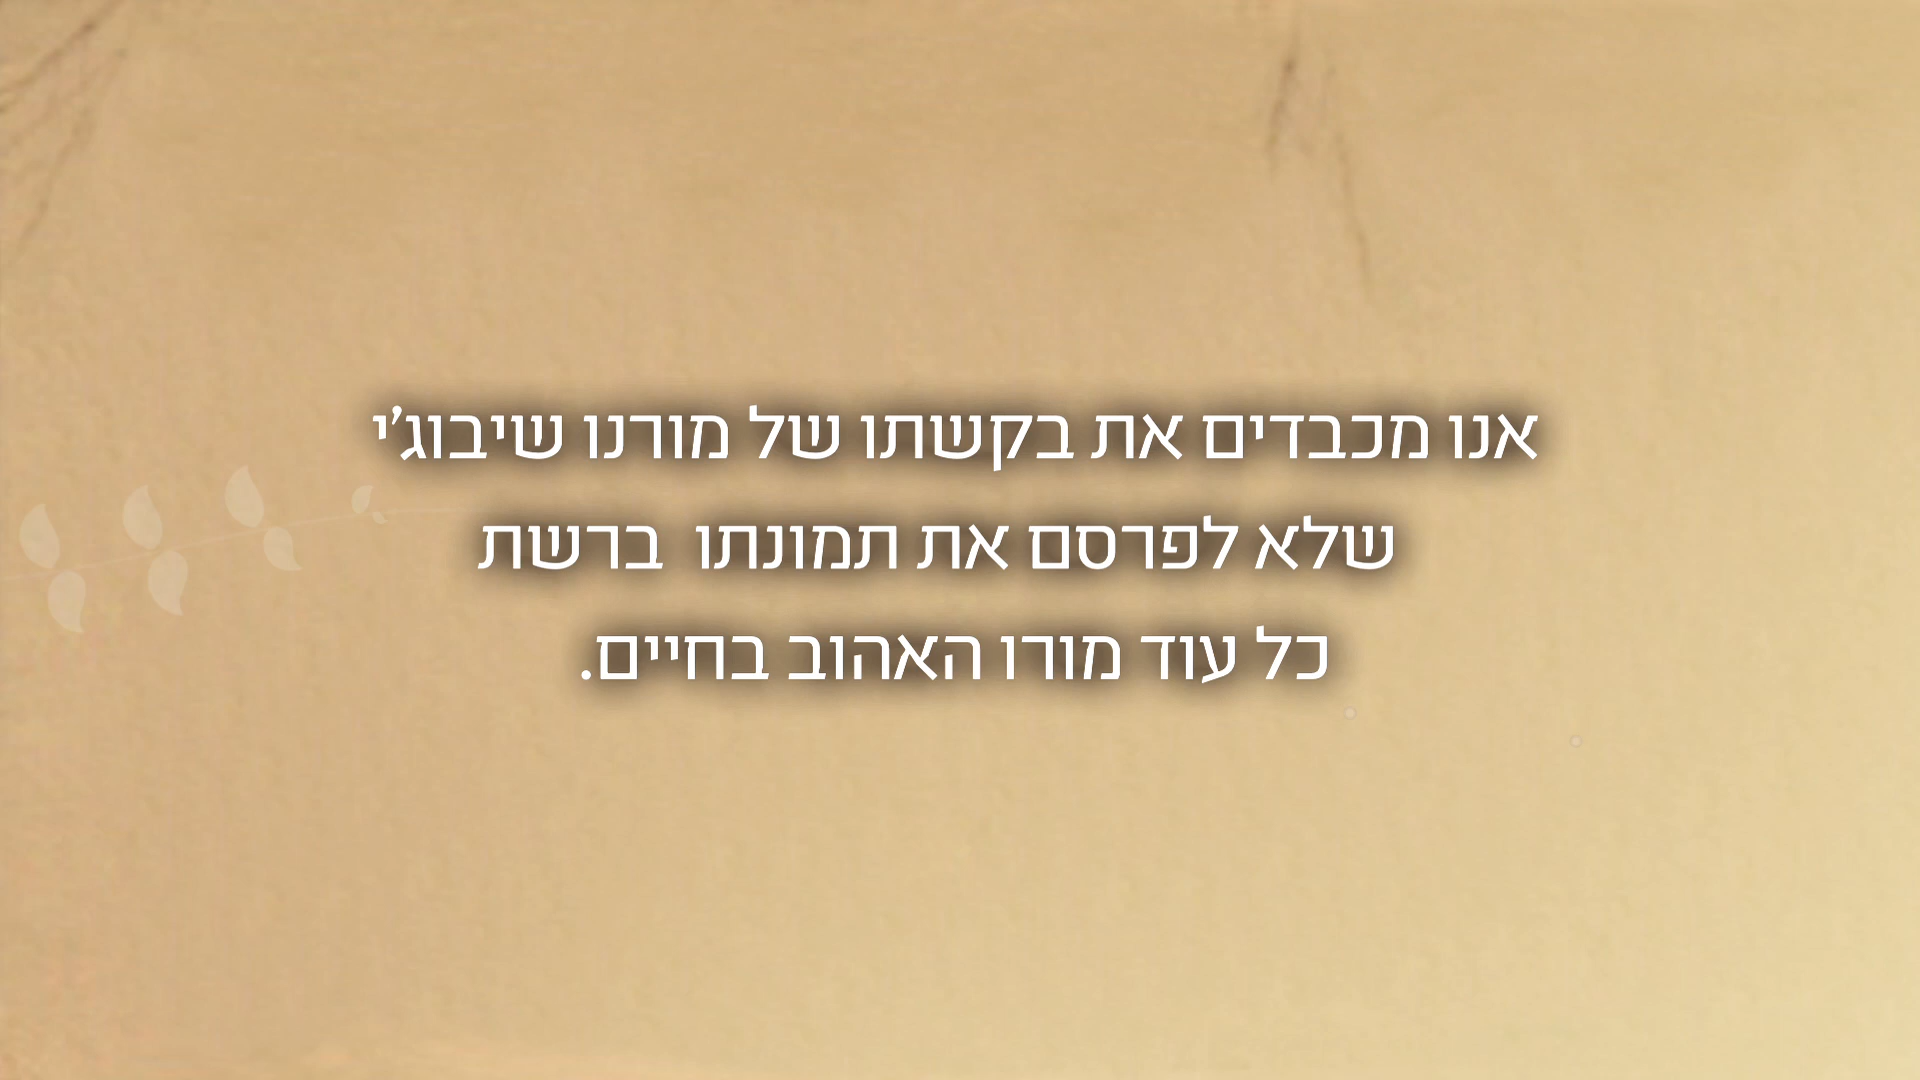 אנו מכבדים את בקשתו של מורנו שיבוג'י
שלא לפרסם את תמונתו ברשת
כל עוד מורו האהוב בחיים.